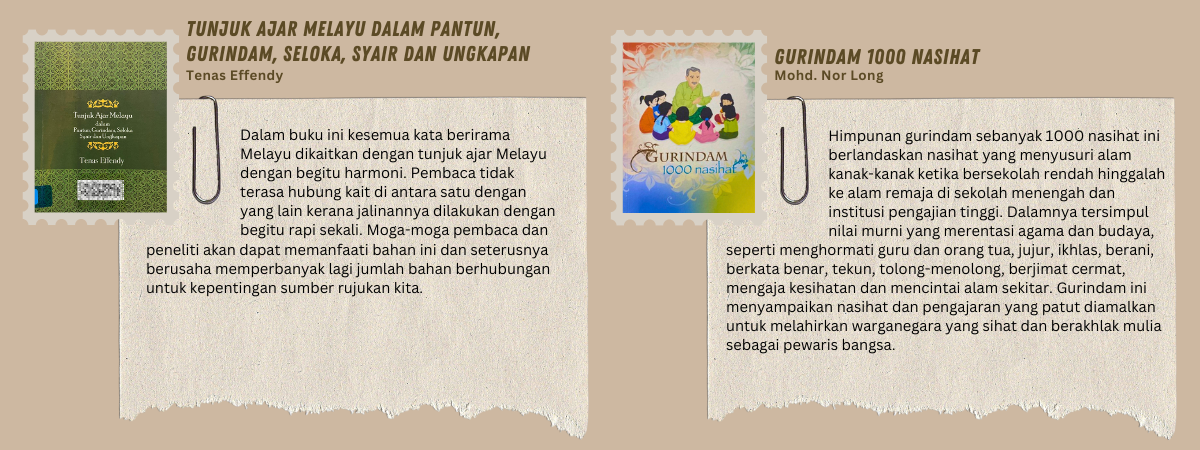 TUNJUK AJAR MELAYU DALAM PANTUN,
GURINDAM, SELOKA, SYAIR DAN UNGKAPAN
Tenas Effendy
Tunjuk Ajar Melayu
dalam
Pantun, Gurindam, Seloka
Syair dan Ungkapan
Tenas Effendy
Dalam buku ini kesemua kata berirama
Melayu dikaitkan dengan tunjuk ajar Melayu
dengan begitu harmoni. Pembaca tidak
terasa hubung kait di antara satu dengan
yang lain kerana jalinannya dilakukan dengan
begitu rapi sekali. Moga-moga pembaca dan
peneliti akan dapat memanfaati bahan ini dan seterusnya
berusaha memperbanyak lagi jumlah bahan berhubungan
untuk kepentingan sumber rujukan kita.
GURINDAM 1000 NASIHAT
Mohd. Nor Long
GURINDAM
1000 nasihat
Himpunan gurindam sebanyak 1000 nasihat ini
berlandaskan nasihat yang menyusuri alam
kanak-kanak ketika bersekolah rendah hinggalah
ke alam remaja di sekolah menengah dan
institusi pengajian tinggi. Dalamnya tersimpul
nilai murni yang merentasi agama dan budaya,
seperti menghormati guru dan orang tua, jujur, ikhlas, berani,
berkata benar, tekun, tolong-menolong, berjimat cermat,
mengaja kesihatan dan mencintai alam sekitar. Gurindam ini
menyampaikan nasihat dan pengajaran yang patut diamalkan
untuk melahirkan warganegara yang sihat dan berakhlak mulia
sebagai pewaris bangsa.